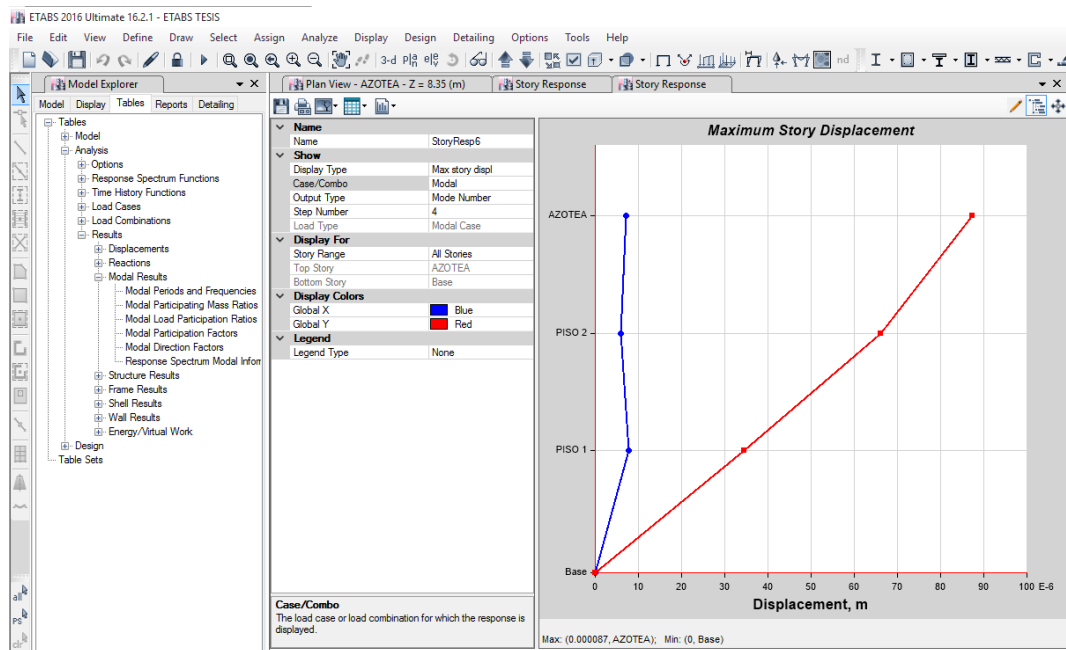 ETABS 2016 Ultimate 16.2.1 - ETABS TESIS
File Edit View Define Draw Select Assign Analyze Display Design Detailing Options Tools Help
3-d
nd
Model Explorer
Plan View - AZOTEA - Z = 8.35 (m)
Story Response
Story Response
Model Display Tables Reports Detailing
Tables
Model
Analysis
Options
Response Spectrum Functions
Time History Functions
Load Cases
Load Combinations
Results
Displacements
Reactions
Modal Results
Modal Periods and Frequencies
Modal Participating Mass Ratios
Modal Load Participation Ratios
Modal Participation Factors
Modal Direction Factors
Response Spectrum Modal Inforr
Structure Results
Frame Results
Shell Results
Wall Results
Energy/Virtual Work
Design
Table Sets
all
PS
clr
Name
Name StoryResp6
Show
Display Type Max story displ
Case/Combo Modal
Output Type Mode Number
Step Number 4
Load Type Modal Case
Display For
Story Range All Stories
Top Story AZOTEA
Bottom Story Base
Display Colors
Global X Blue
Global Y Red
Legend
Legend Type None
Case/Combo
The load case or load combination for which the response is
displayed.
Maximum Story Displacement
AZOTEA
PISO 2
PISO 1
Base
0 10 20 30 40 50 60 70 80 90 100 E-6
Displacement, m
Max: (0.000087, AZOTEA); Min: (0, Base)